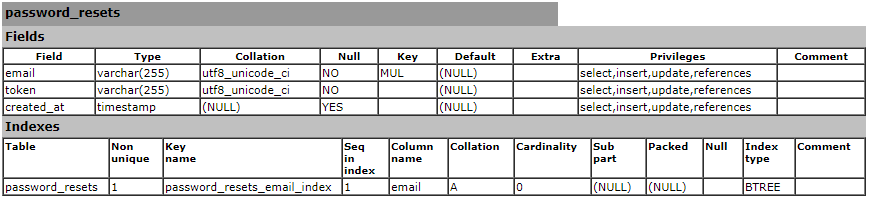 password_resets
Fields
Field Type Collation Null Key Default Extra Privileges Comment
email varchar(255) utf8_unicode_ci NO MUL (NULL) select,insert,update,references
token varchar(255) utf8_unicode_ci NO (NULL) select,insert,update,references
created_at timestamp (NULL) YES (NULL) select,insert,update,references
Indexes
Table Non unique Key name Seq in index Column name Collation Cardinality Sub part Packed Null Index type Comment
password_resets 1 password_resets_email_index 1 email A 0 (NULL) (NULL) BTREE